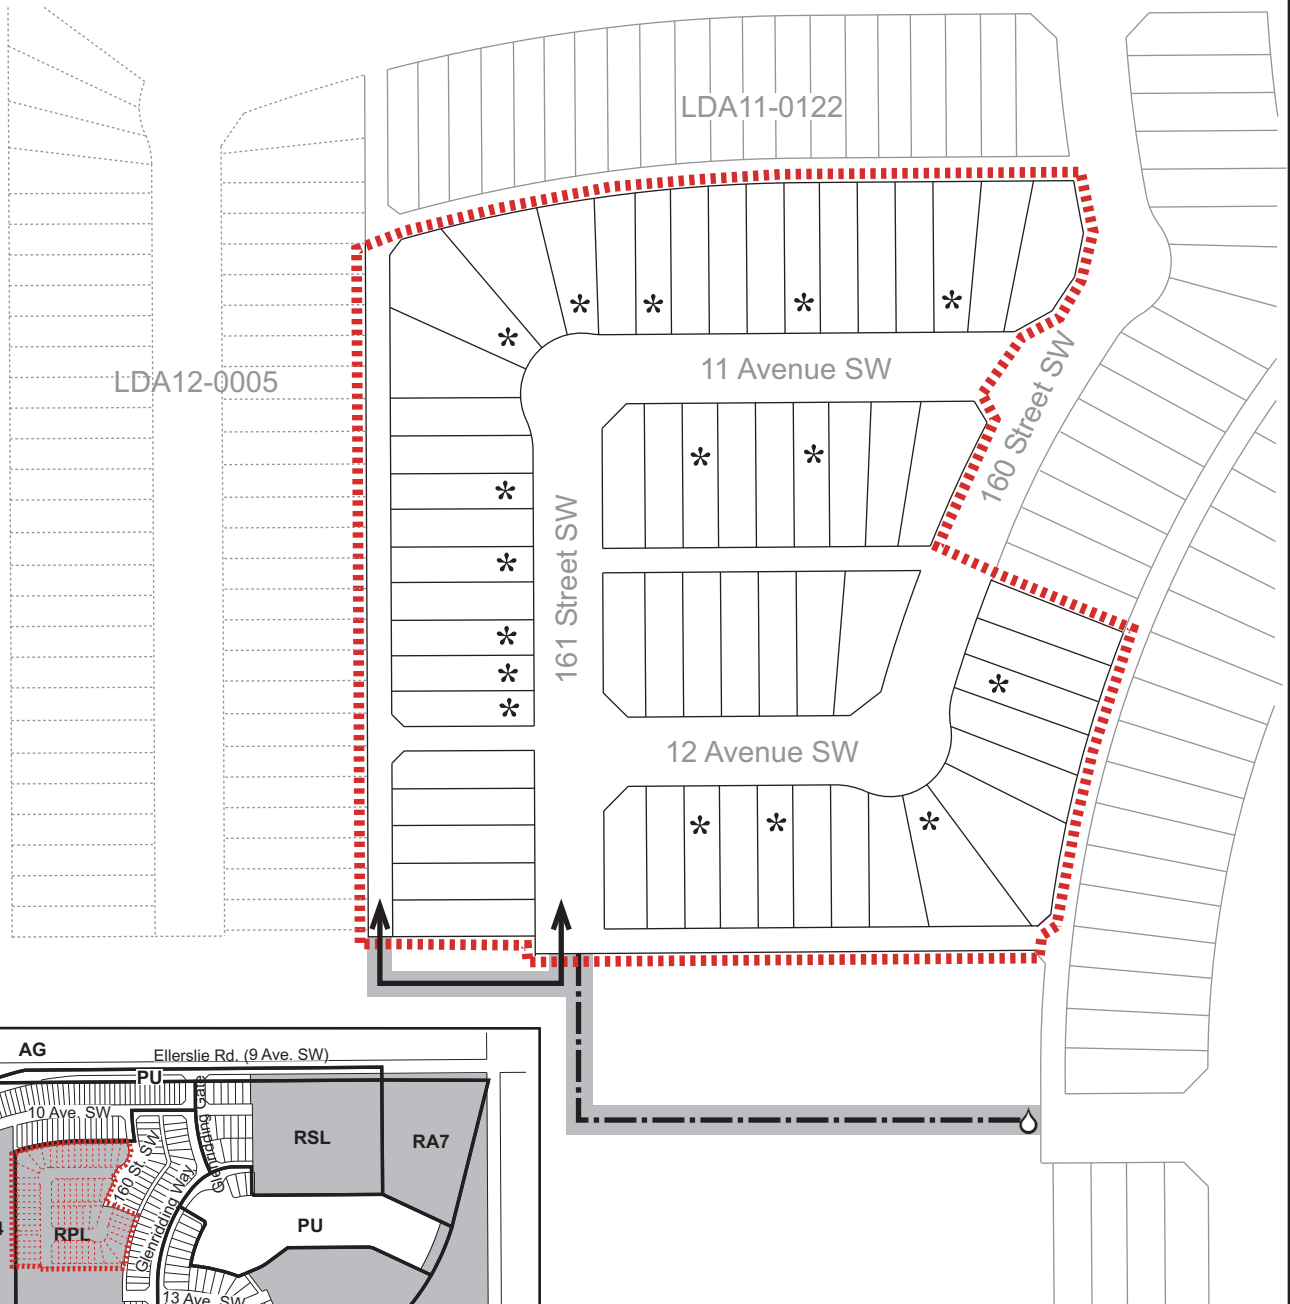 LDA11-0122
LDA12-0005
11 Avenue SW
160 Street SW
161 Street SW
12 Avenue SW
AG
Ellerslie Rd. (9 Ave. SW)
PU
10 Ave. SW
Glenridding Gate
RSL
RA7
160 St. SW
Glenridding Way
RPL
PU
13 Ave. SW